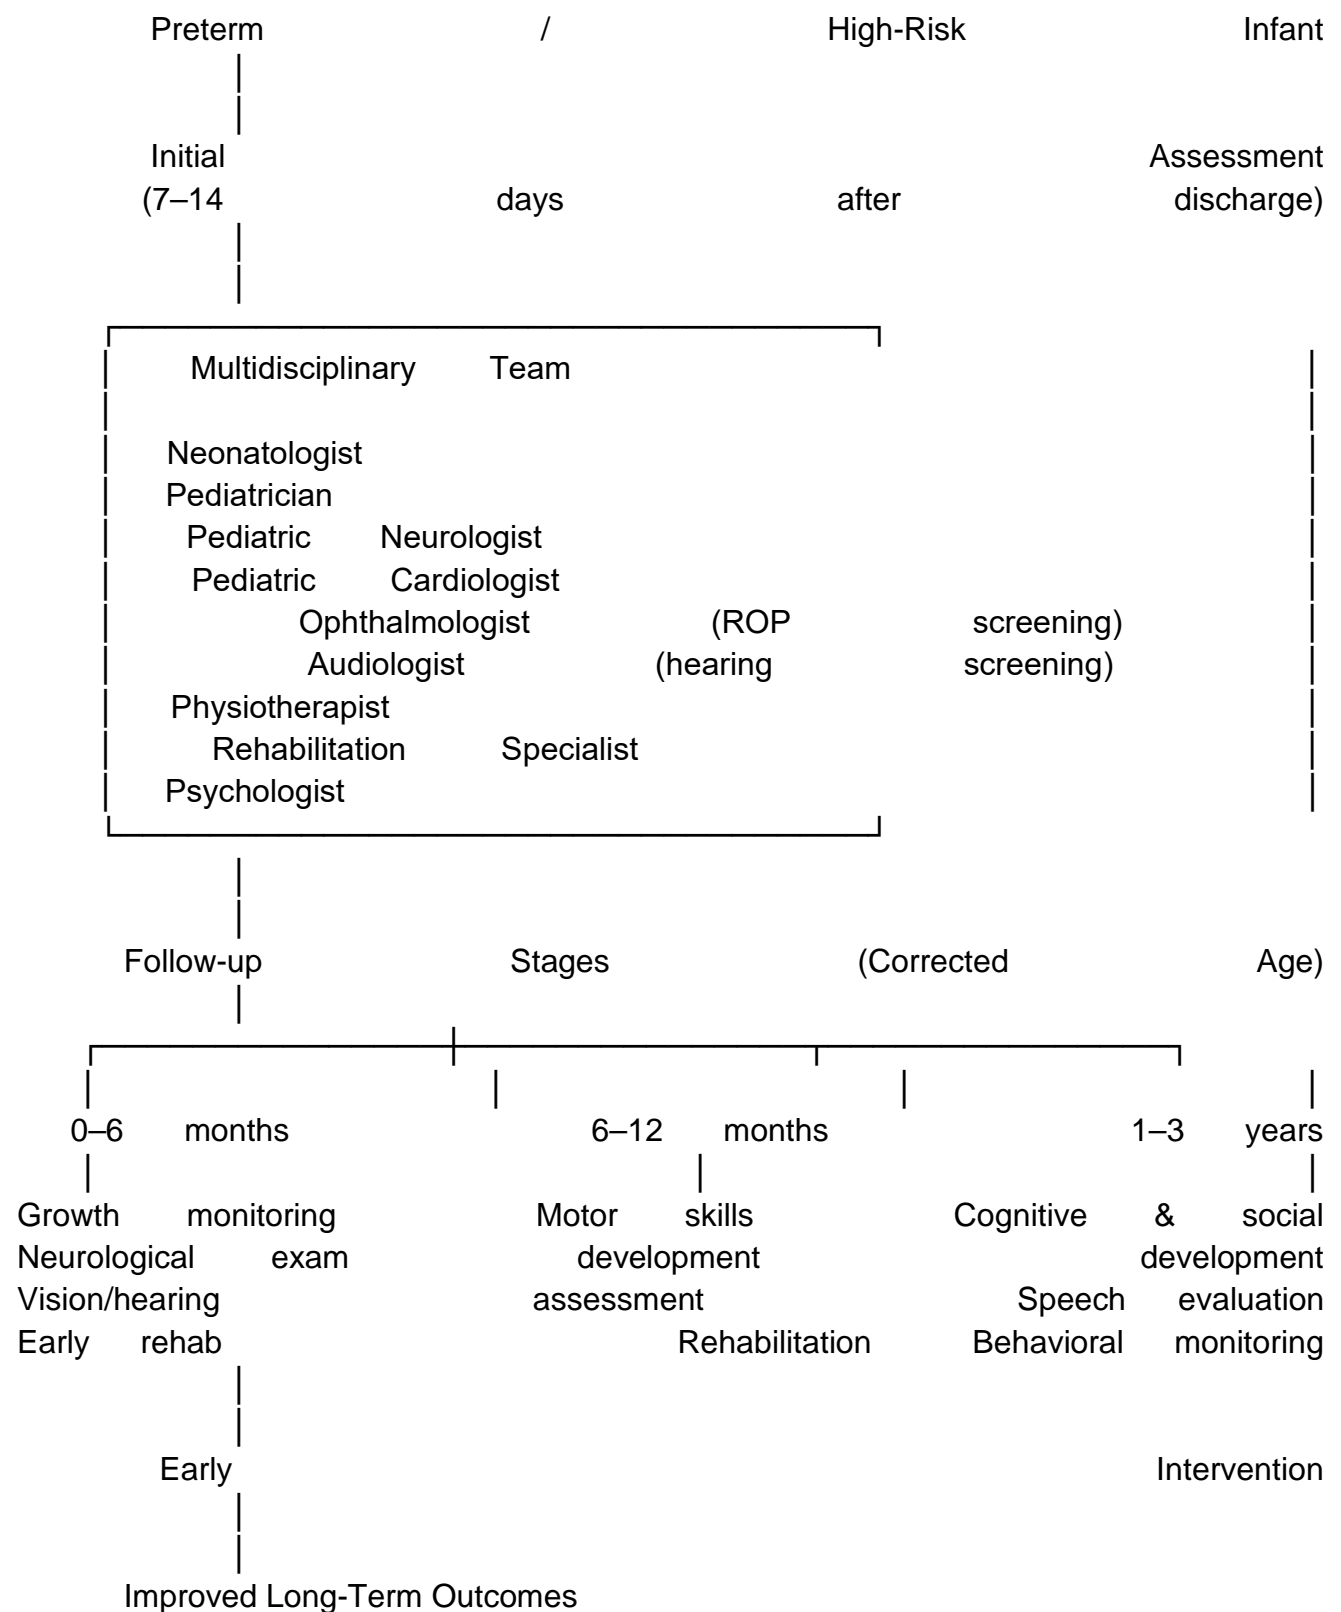 Preterm / High-Risk Infant
Initial Assessment
(7–14 days after discharge)
Multidisciplinary Team
Neonatologist
Pediatrician
Pediatric Neurologist
Pediatric Cardiologist
Ophthalmologist (ROP screening)
Audiologist (hearing screening)
Physiotherapist
Rehabilitation Specialist
Psychologist
Follow-up Stages (Corrected Age)
0–6 months 6–12 months 1–3 years
Growth monitoring Motor skills Cognitive & social
Neurological exam development development
Vision/hearing assessment Speech evaluation
Early rehab Rehabilitation Behavioral monitoring
Early Intervention
Improved Long-Term Outcomes